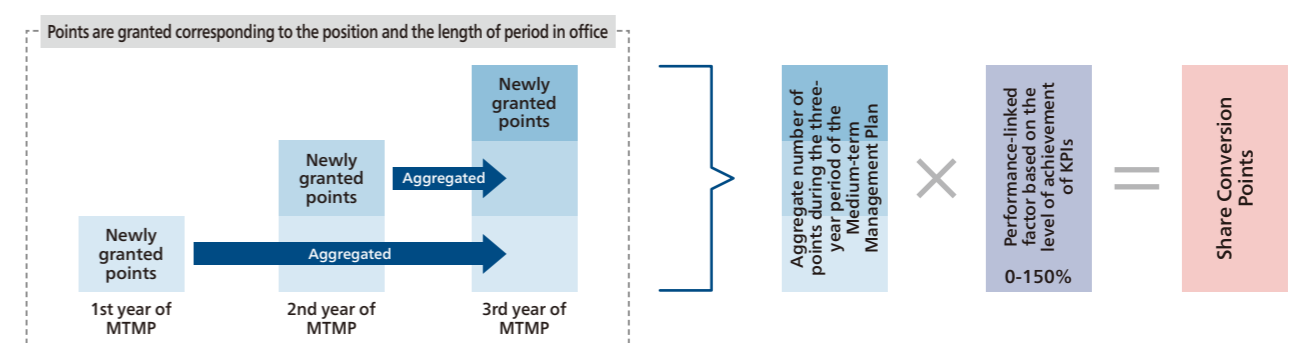 Points are granted corresponding to the position and the length of period in office
Newly
granted
points
Aggregated
Newly
granted
points
Aggregated
Newly
granted
points
1st year of
MTMP
2nd year of
MTMP
3rd year of
MTMP
Aggregate number of
points during the three-
year period of the
Medium-term
Management Plan
×
Performance-linked
factor based on the
level of achievement
of KPIs
0-150%
=
Share Conversion
Points